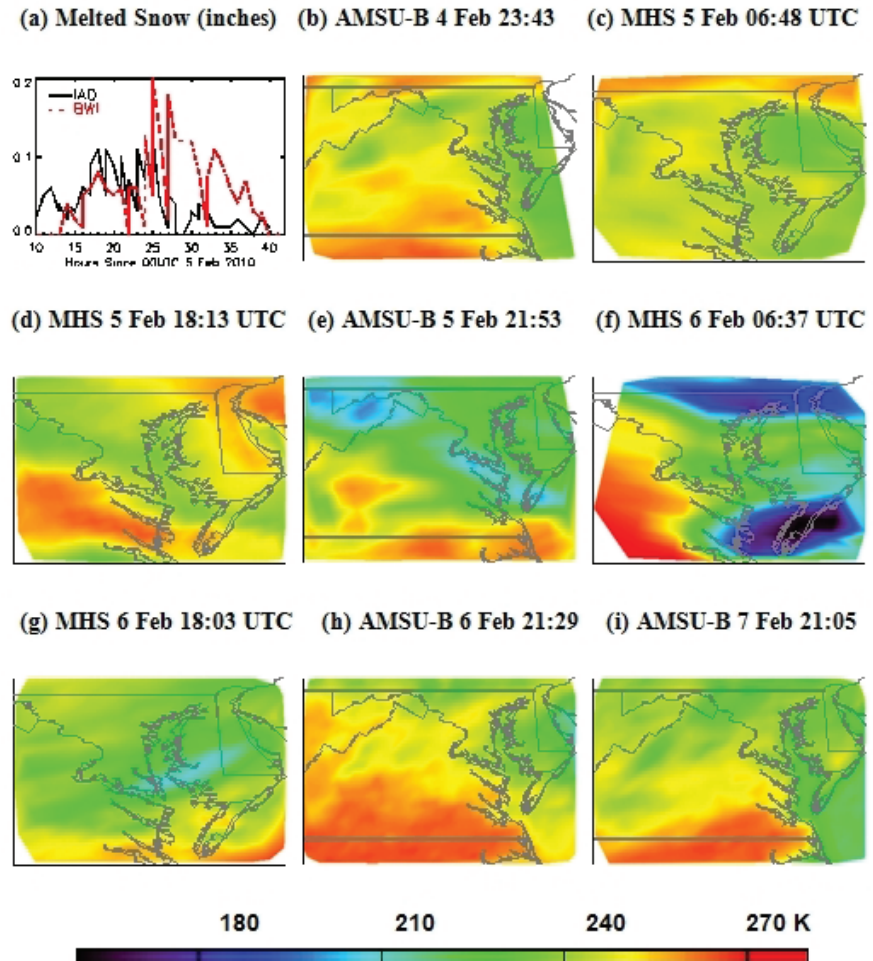 (a) Melted Snow (inches) (b) AMSU-B 4 Feb 23:43 (c) MHS 5 Feb 06:48 UTC
0.2
IAD
BWI
0.1
0.0
10 15 20 25 30 35 40
Hours Since 00UTC 5 Feb 2010
(d) MHS 5 Feb 18:13 UTC (e) AMSU-B 5 Feb 21:53 (f) MHS 6 Feb 06:37 UTC
(g) MHS 6 Feb 18:03 UTC (h) AMSU-B 6 Feb 21:29 (i) AMSU-B 7 Feb 21:05
180 210 240 270 K